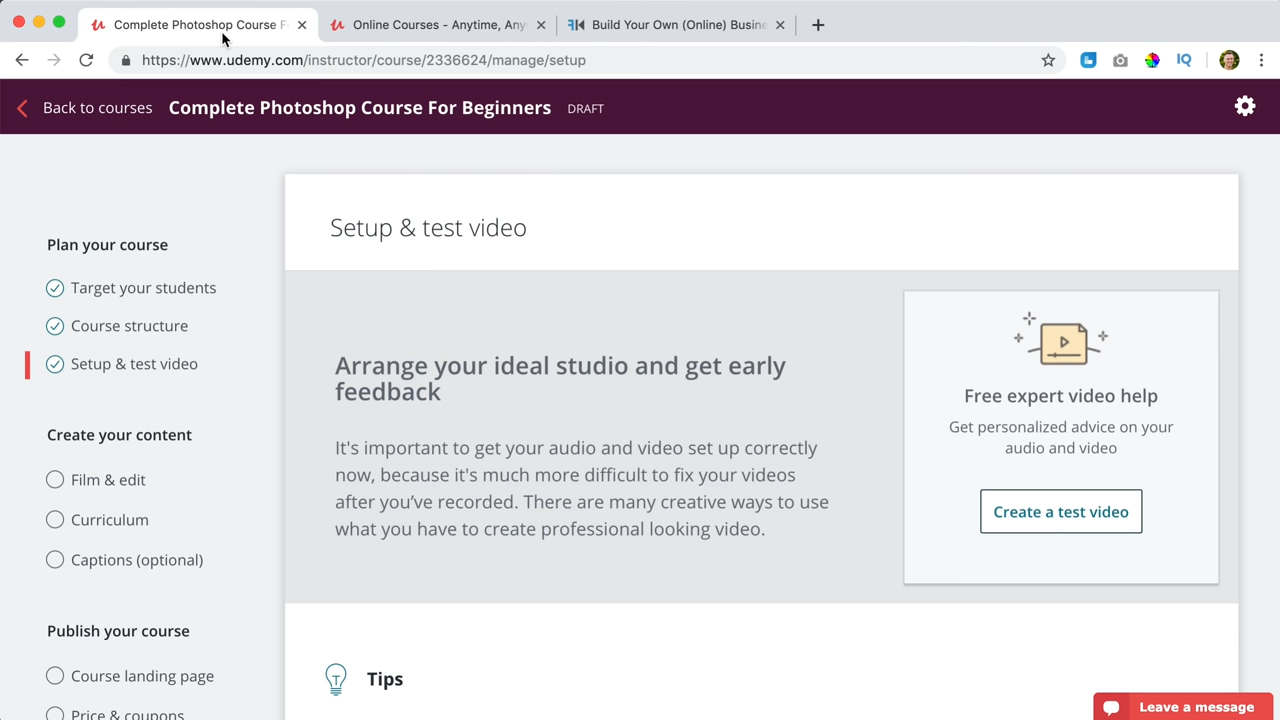 Complete Photoshop Course F
Online Courses - Anytime, Any
Build Your Own (Online) Busine
https://www.udemy.com/instructor/course/2336624/manage/setup
IQ
Back to courses
Complete Photoshop Course For Beginners
DRAFT
Setup & test video
Plan your course
Target your students
Course structure
Setup & test video
Create your content
Film & edit
Curriculum
Captions (optional)
Publish your course
Course landing page
Price & coupons
Arrange your ideal studio and get early
feedback
It's important to get your audio and video set up correctly
now, because it's much more difficult to fix your videos
after you’ve recorded. There are many creative ways to use
what you have to create professional looking video.
Free expert video help
Get personalized advice on your
audio and video
Create a test video
Tips
Leave a message